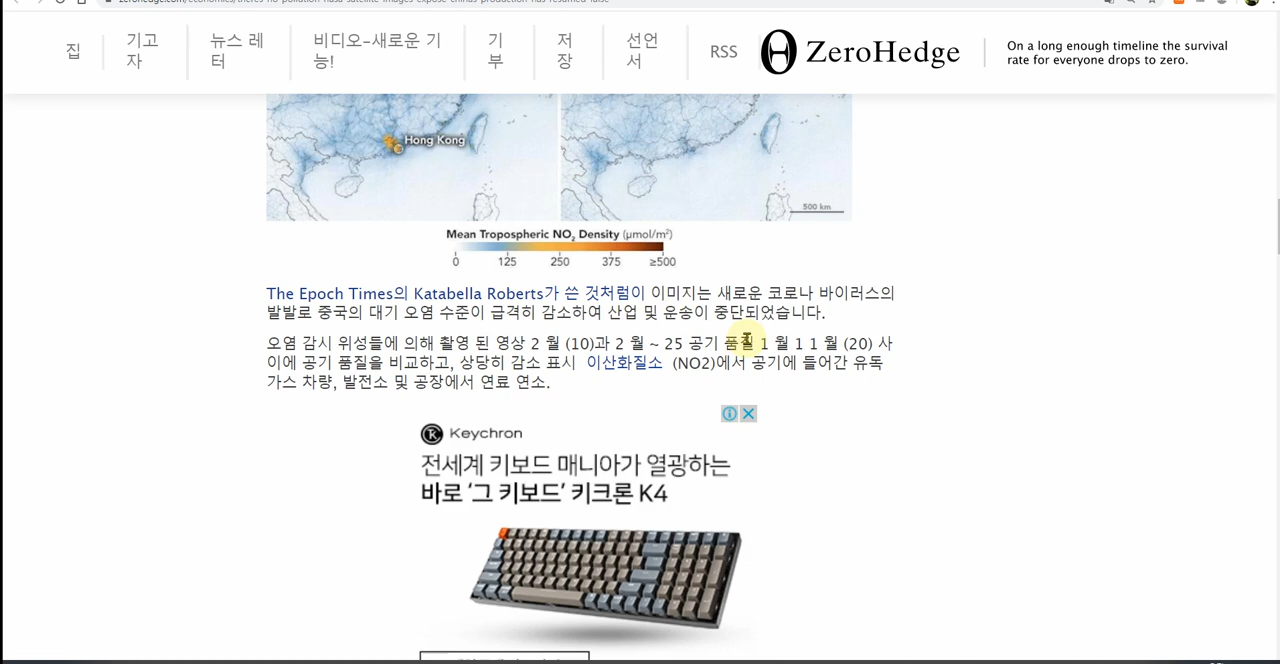 집
기고
자
뉴스 레
터
비디오-새로운 기
능!
기
부
저
장
선언
서
RSS
ZeroHedge
On a long enough timeline the survival
rate for everyone drops to zero.
Hong Kong
500 km
Mean Tropospheric NO₂ Density (μmol/m²)
0 125 250 375 ≥500
The Epoch Times의 Katabella Roberts가 쓴 것처럼이 이미지는 새로운 코로나 바이러스의
발발로 중국의 대기 오염 수준이 급격히 감소하여 산업 및 운송이 중단되었습니다.
오염 감시 위성들에 의해 촬영 된 영상 2 월 (10)과 2 월 ~ 25 공기 품질 1 월 1 1 월 (20) 사
이에 공기 품질을 비교하고, 상당히 감소 표시 이산화질소 (NO2)에서 공기에 들어간 유독
가스 차량, 발전소 및 공장에서 연료 연소.
Keychron
전세계 키보드 매니아가 열광하는
바로 '그 키보드' 키크론 K4